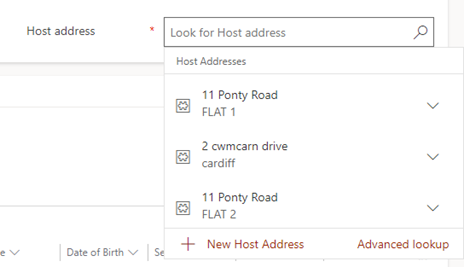 Host address * Look for Host address
Host Addresses
11 Ponty Road
FLAT 1
2 cwmcarn drive
cardiff
11 Ponty Road
FLAT 2
+ New Host Address Advanced lookup
Date of Birth